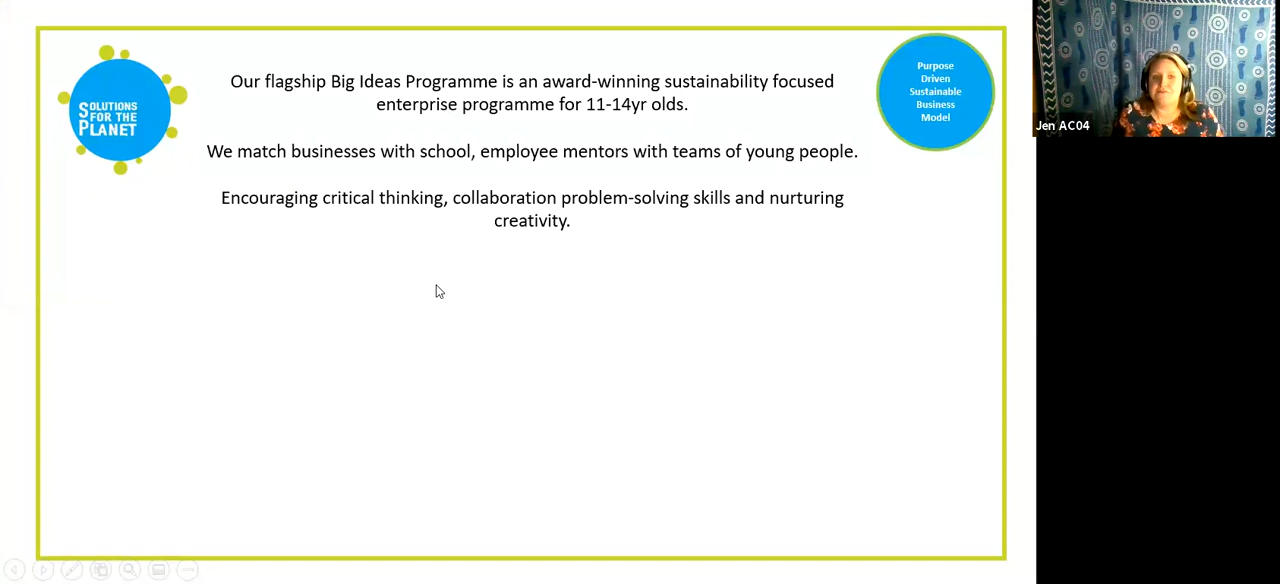 SOLUTIONS
FOR THE
PLANET
Our flagship Big Ideas Programme is an award-winning sustainability focused
enterprise programme for 11-14yr olds.
We match businesses with school, employee mentors with teams of young people.
Encouraging critical thinking, collaboration problem-solving skills and nurturing
creativity.
Purpose
Driven
Sustainable
Business
Model
Jen AC04